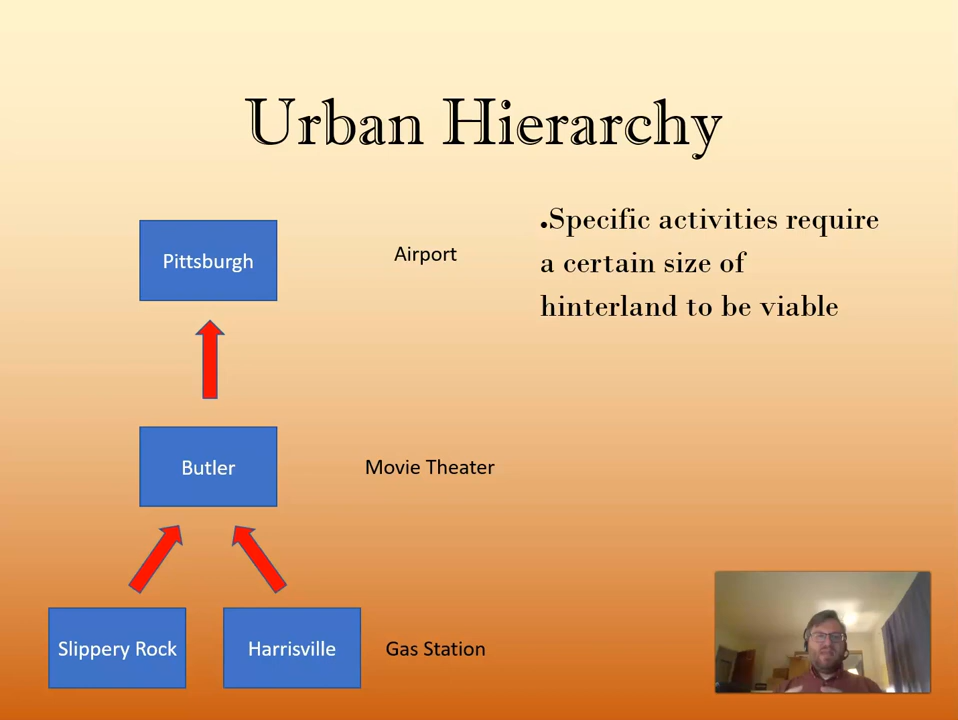 Urban Hierarchy
Pittsburgh
Airport
•Specific activities require
a certain size of
hinterland to be viable
Butler
Movie Theater
Slippery Rock
Harrisville
Gas Station